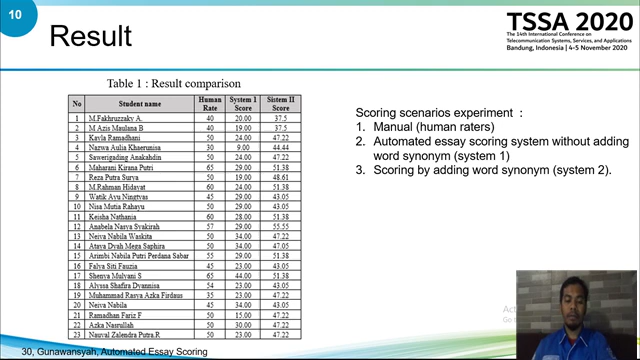 10
Result
TSSA 2020
The 14th International Conference on
Telecommunication Systems, Services, and Applications
Bandung, Indonesia | 4-5 November 2020
Table 1 : Result comparison
No Student name Human Rate System 1 Score Sistem II Score
1 M.Fakhruzzaky A. 40 20.00 37.5
2 M Azis Maulana B 40 19.00 37.5
3 Kayla Ramadhani 50 24.00 47.22
4 Nazwa Aulia Khaerunisa 30 9.00 44.44
5 Sawerigading Anakahdin 50 24.00 47.22
6 Maharani Kirana Putri 65 29.00 51.38
7 Reza Putra Surya 50 19.00 48.61
8 M.Rahman Hidayat 60 24.00 51.38
9 Watik Ayu Ningtyas 45 29.00 43.05
10 Nisa Mutia Rahayu 50 29.00 43.05
11 Keisha Nathania 60 28.00 51.38
12 Anabela Nasya Syakirah 57 29.00 55.55
13 Neiva Nabila Waskita 50 34.00 47.22
14 Ataya Dyah Mega Saphira 50 34.00 47.05
15 Arimbi Nabila Putri Perdana Sabar 55 29.00 51.38
16 Falya Siti Fauzia 45 23.00 43.05
17 Shenya Mulyani S 65 44.00 51.38
18 Alyssa Shafira Dyannisa 54 23.00 43.05
19 Muhammad Rasya Azka Firdaus 35 23.00 47.22
20 Neiva Nabila 45 34.00 43.05
21 Ramadhan Fariz F 50 15.00 47.22
22 Azka Nasrullah 50 30.00 47.22
23 Nauval Zalendra Putra.R 50 23.00 47.22
Scoring scenarios experiment :
1. Manual (human raters)
2. Automated essay scoring system without adding
word synonym (system 1)
3. Scoring by adding word synonym (system 2).
30, Gunawansyah, Automated Essay Scoring